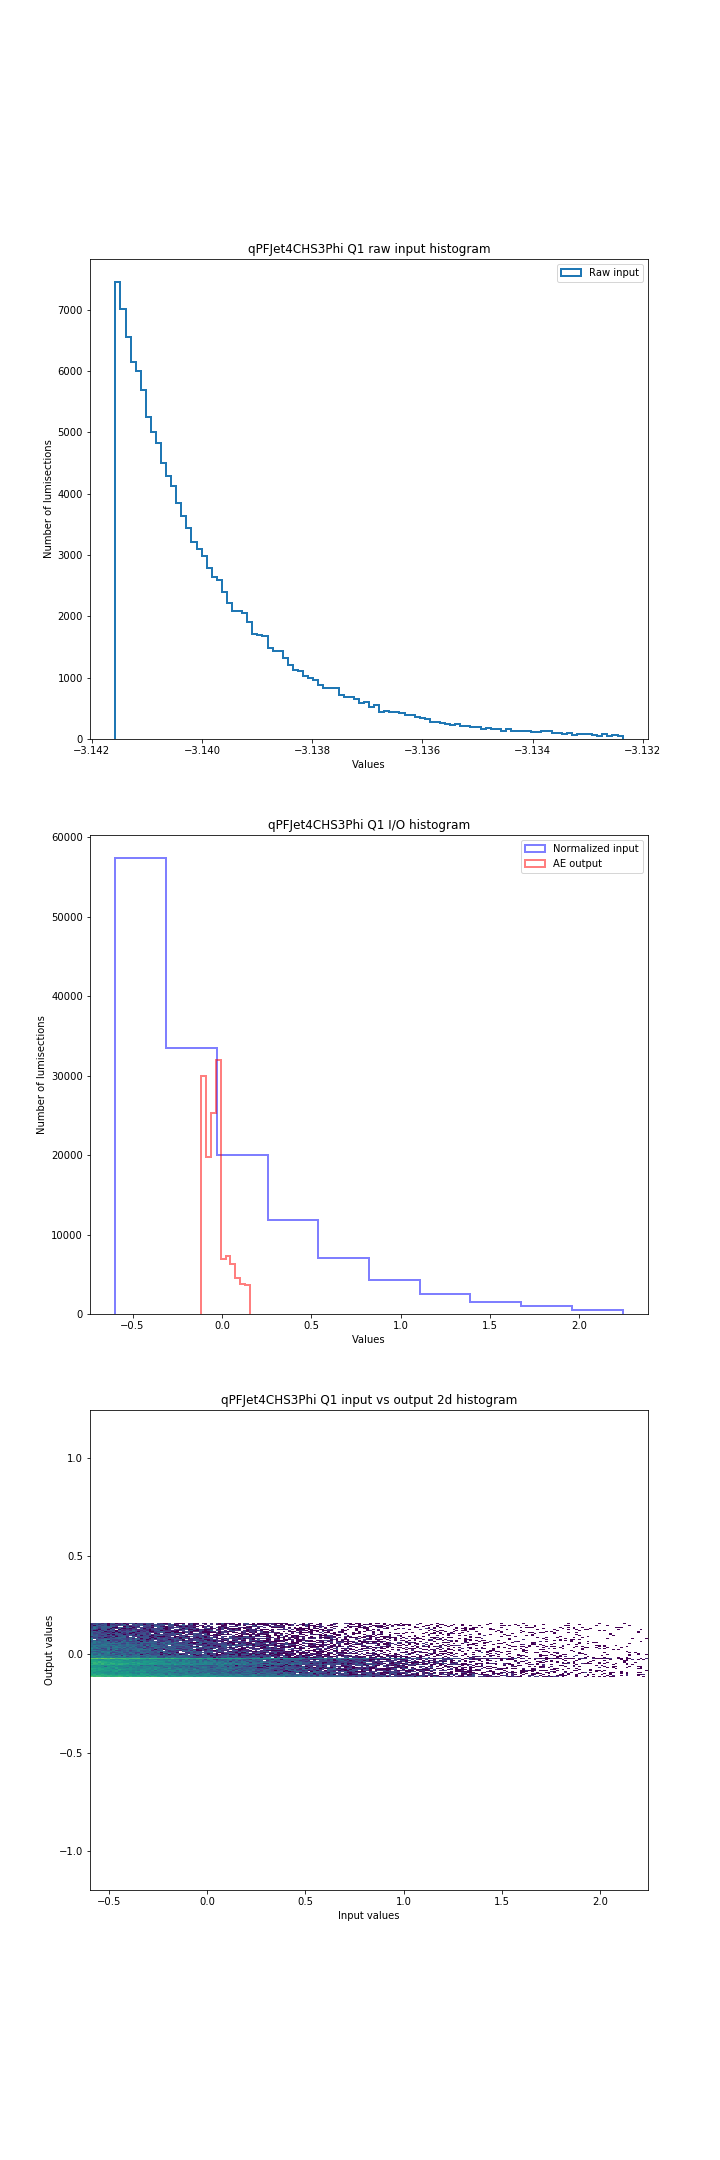 qPFJet4CHS3Phi Q1 raw input histogram
Raw input
7000
6000
5000
4000
3000
2000
1000
0
Number of lumisections
−3.142 −3.140 −3.138 −3.136 −3.134 −3.132
Values
qPFJet4CHS3Phi Q1 I/O histogram
Normalized input
AE output
60000
50000
40000
30000
20000
10000
0
Number of lumisections
−0.5 0.0 0.5 1.0 1.5 2.0
Values
qPFJet4CHS3Phi Q1 input vs output 2d histogram
1.0
0.5
0.0
−0.5
−1.0
Output values
−0.5 0.0 0.5 1.0 1.5 2.0
Input values